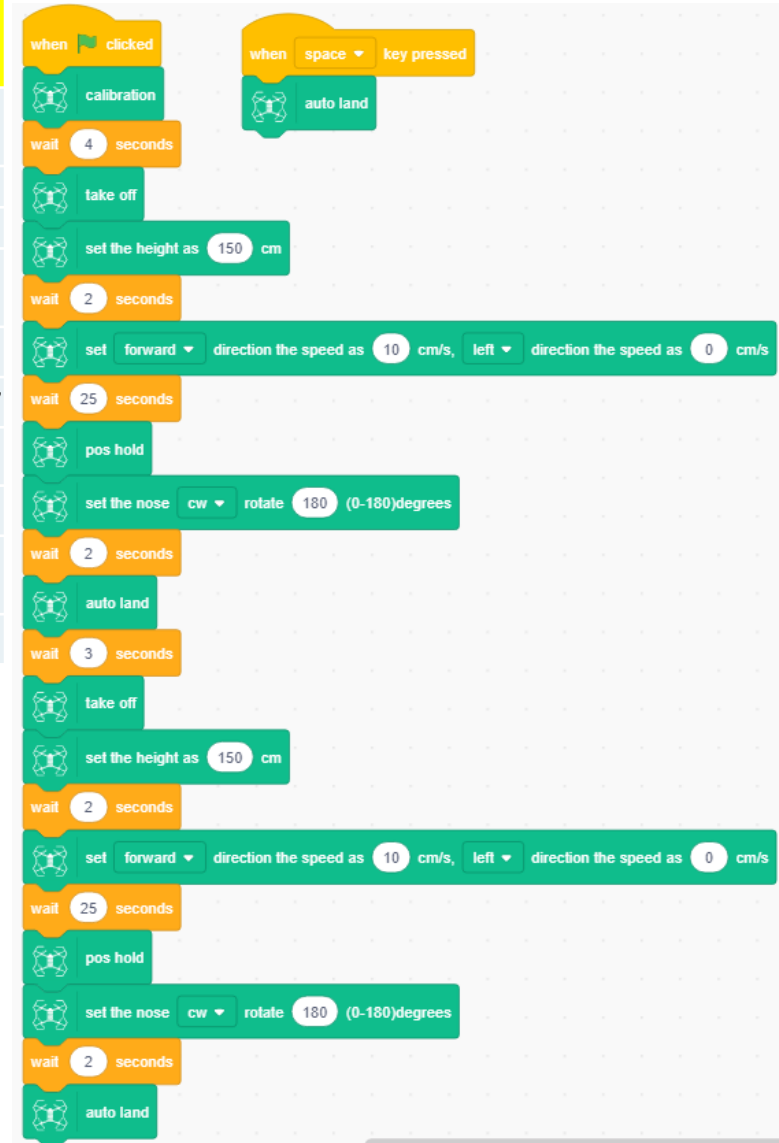 when clicked
calibration
wait 4 seconds
take off
set the height as 150 cm
wait 2 seconds
set forward direction the speed as 10 cm/s, left direction the speed as 0 cm/s
wait 25 seconds
pos hold
set the nose cw rotate 180 (0-180)degrees
wait 2 seconds
auto land
wait 3 seconds
take off
set the height as 150 cm
wait 2 seconds
set forward direction the speed as 10 cm/s, left direction the speed as 0 cm/s
wait 25 seconds
pos hold
set the nose cw rotate 180 (0-180)degrees
wait 2 seconds
auto land
when space key pressed
auto land